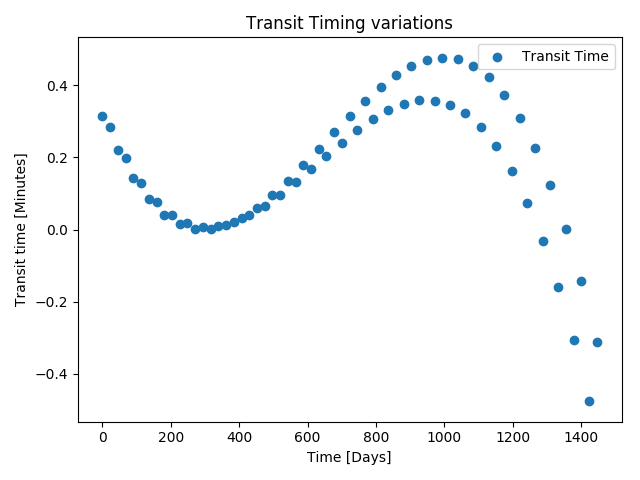 Transit Timing variations
Transit Time
Transit time [Minutes]
0.4
0.2
0.0
−0.2
−0.4
0 200 400 600 800 1000 1200 1400
Time [Days]